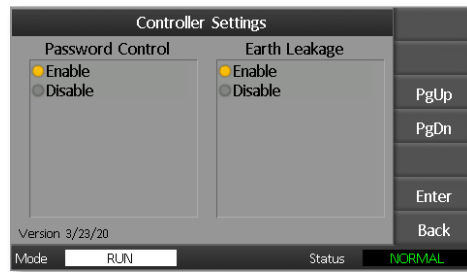 Controller Settings
Password Control
Enable
Disable
Earth Leakage
Enable
Disable
PgUp
PgDn
Enter
Back
Version 3/23/20
Mode RUN Status NORMAL